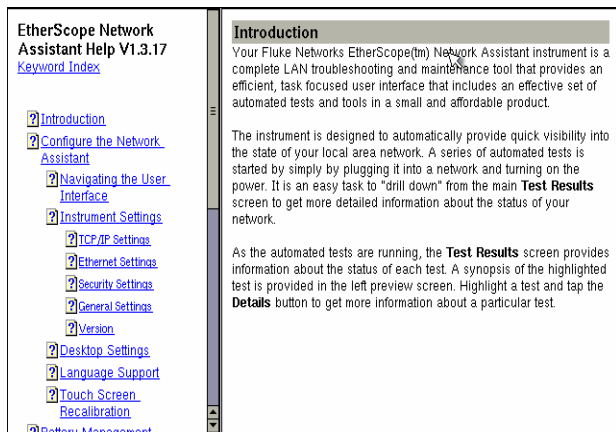 EtherScope Network
Assistant Help V1.3.17
Keyword Index
Introduction
Configure the Network
Assistant
Navigating the User
Interface
Instrument Settings
TCP/IP Settings
Ethernet Settings
Security Settings
General Settings
Version
Desktop Settings
Language Support
Touch Screen
Recalibration
Battery Management
Introduction
Your Fluke Networks EtherScope(tm) Network Assistant instrument is a
complete LAN troubleshooting and maintenance tool that provides an
efficient, task focused user interface that includes an effective set of
automated tests and tools in a small and affordable product.
The instrument is designed to automatically provide quick visibility into
the state of your local area network. A series of automated tests is
started by simply by plugging it into a network and turning on the
power. It is an easy task to "drill down" from the main Test Results
screen to get more detailed information about the status of your
network.
As the automated tests are running, the Test Results screen provides
information about the status of each test. A synopsis of the highlighted
test is provided in the left preview screen. Highlight a test and tap the
Details button to get more information about a particular test.